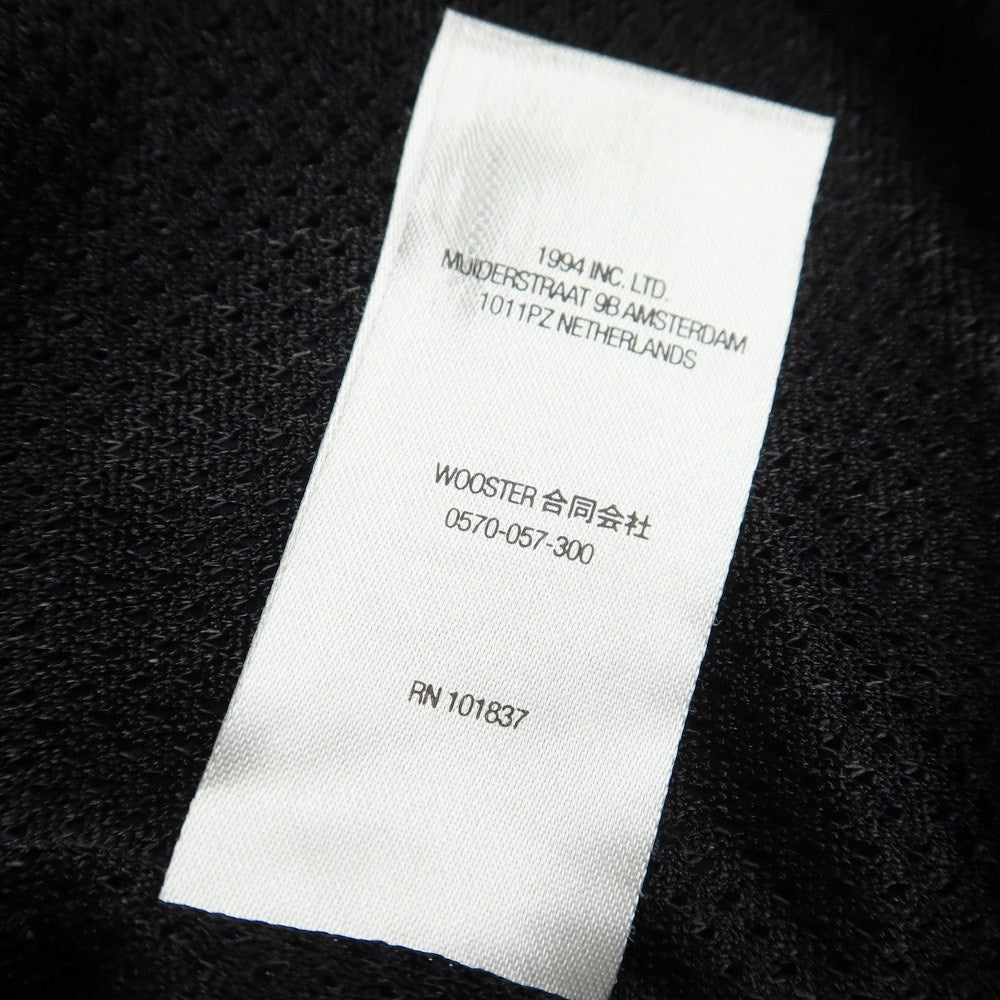 1994 INC. LTD.
MUIDERSTRAAT 9B AMSTERDAM
1011PZ NETHERLANDS
WOOSTER 合同会社
0570-057-300
RN 101837